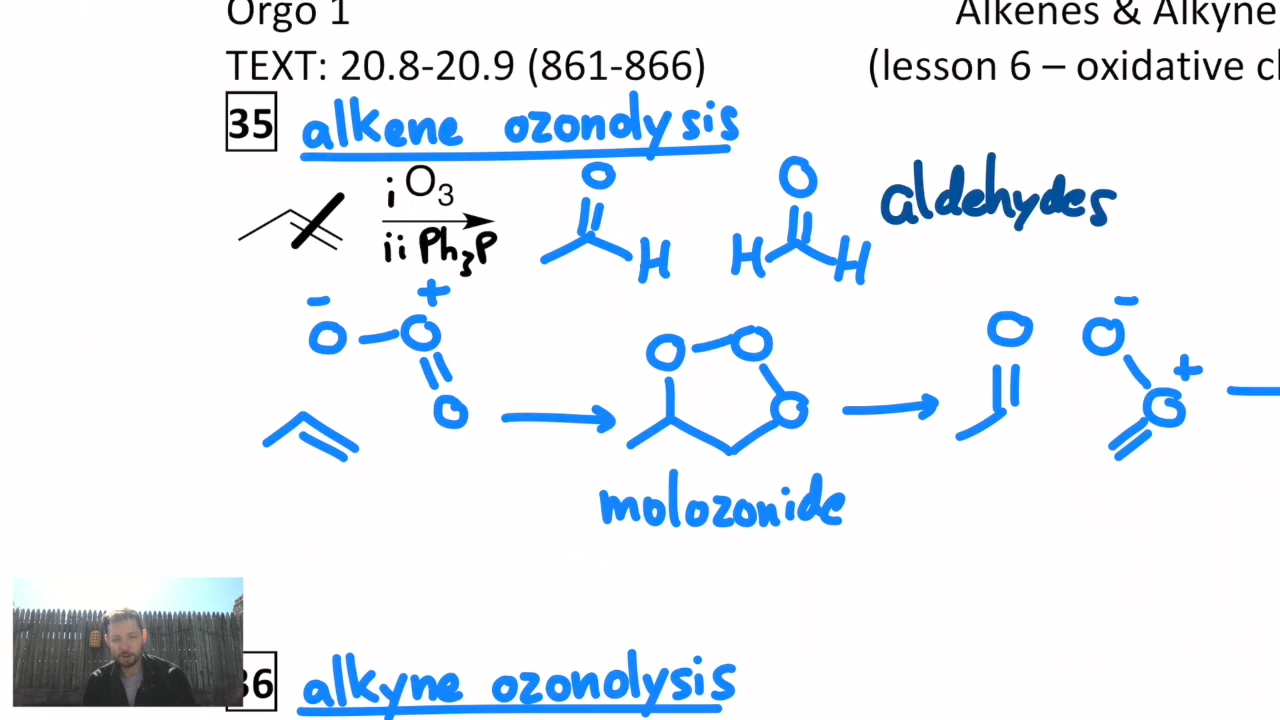 Orgo 1
Alkenes & Alkyne
TEXT: 20.8-20.9 (861-866)
(lesson 6 – oxidative cl
35 alkene ozonolysis
i O3
ii Ph3P
O
H
O
H H
aldehydes
- +
O O
O
O O
O
O
-
O
+
O
molozonide
36 alkyne ozonolysis